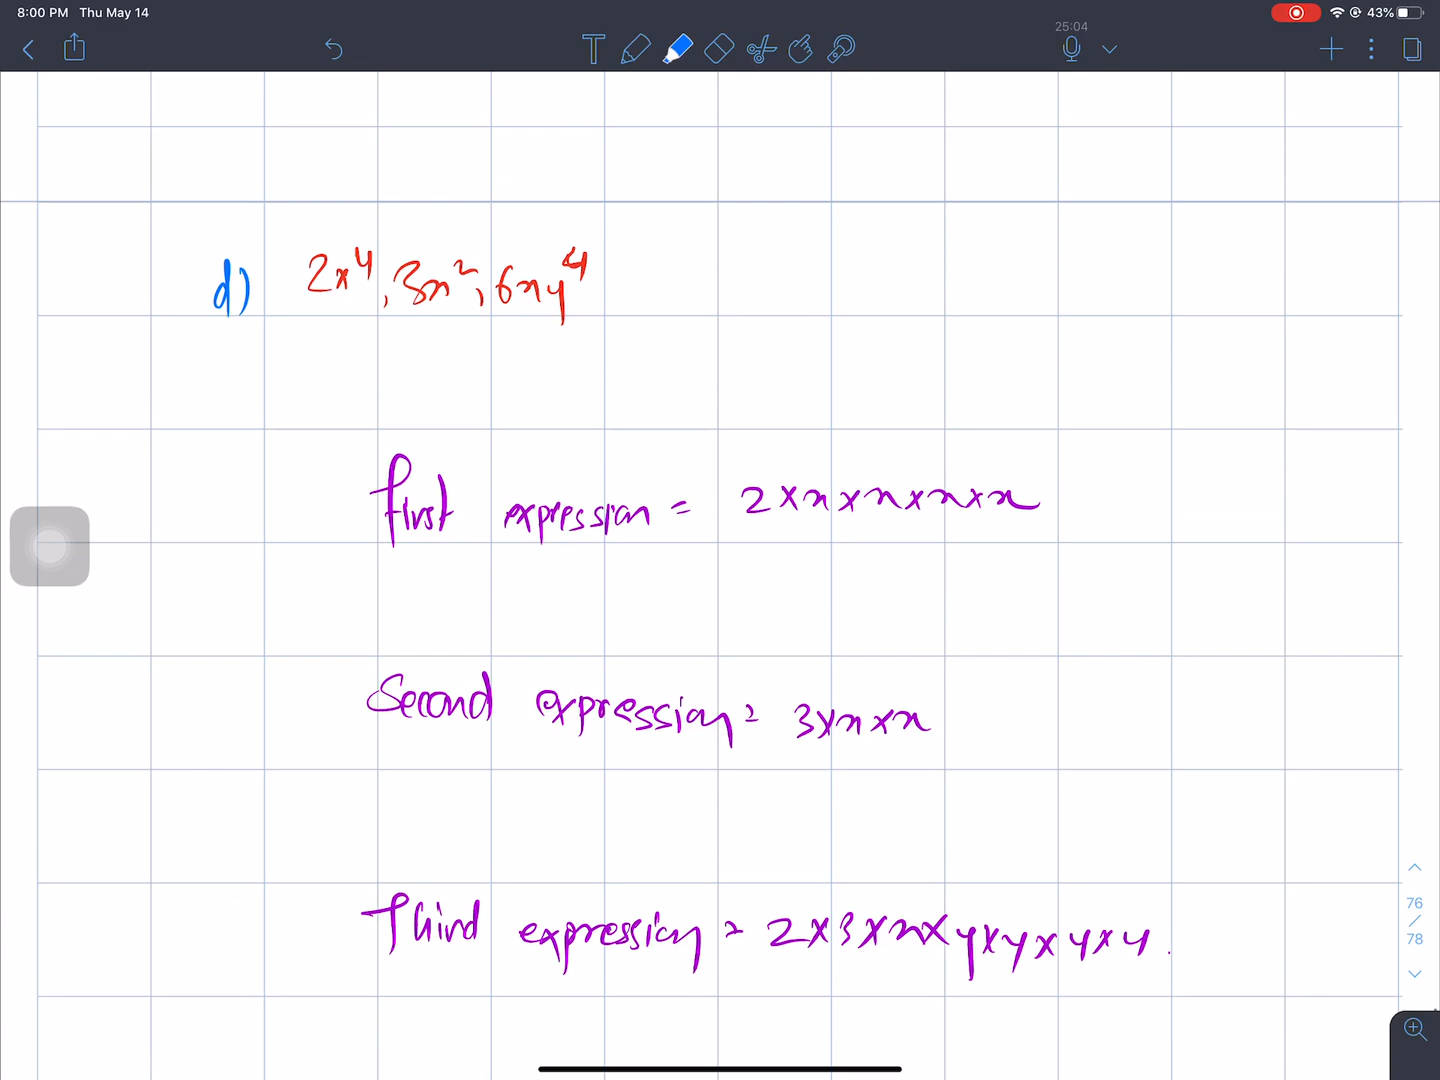 8:00 PM Thu May 14
43%
25:04
d) 2x⁴, 3x², 6xy⁴
First expression = 2×x×x×x×x
Second expression = 3×x×x
Third expression = 2×3×x×y×y×y×y.
76
/
78